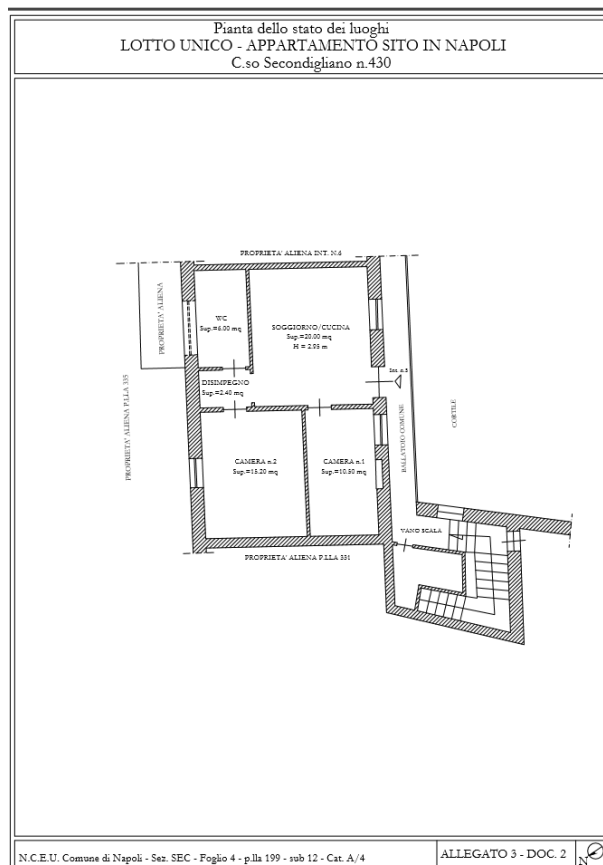 Pianta dello stato dei luoghi
LOTTO UNICO - APPARTAMENTO SITO IN NAPOLI
C.so Secondigliano n.430
PROPRIETA' ALIENA INT. N.6
PROPRIETA' ALIENA
WC
Sup.=6.00 mq
SOGGIORNO/CUCINA
Sup.=20.00 mq
H = 2.95 m
DISIMPEGNO
Sup.=2.40 mq
PROPRIETA' ALIENA P.LLA 335
BALLATOIO COMUNE
CORTILE
CAMERA n.2
Sup.=15.20 mq
CAMERA n.1
Sup.=10.50 mq
VANO SCALA
PROPRIETA' ALIENA P.LLA 331
N.C.E.U. Comune di Napoli - Sez. SEC - Foglio 4 - p.lla 199 - sub 12 - Cat. A/4
ALLEGATO 3 - DOC. 2
N